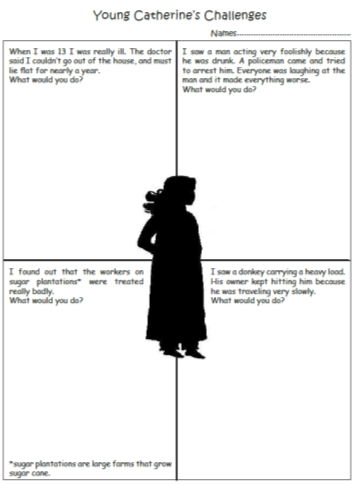 Young Catherine's Challenges
Names
When I was 13 I was really ill. The doctor
said I couldn't go out of the house, and must
lie flat for nearly a year.
What would you do?
I saw a man acting very foolishly because
he was drunk. A policeman came and tried
to arrest him. Everyone was laughing at the
man and it made everything worse.
What would you do?
I found out that the workers on
sugar plantations* were treated
really badly.
What would you do?
I saw a donkey carrying a heavy load.
His owner kept hitting him because
he was traveling very slowly.
What would you do?
*sugar plantations are large farms that grow
sugar cane.